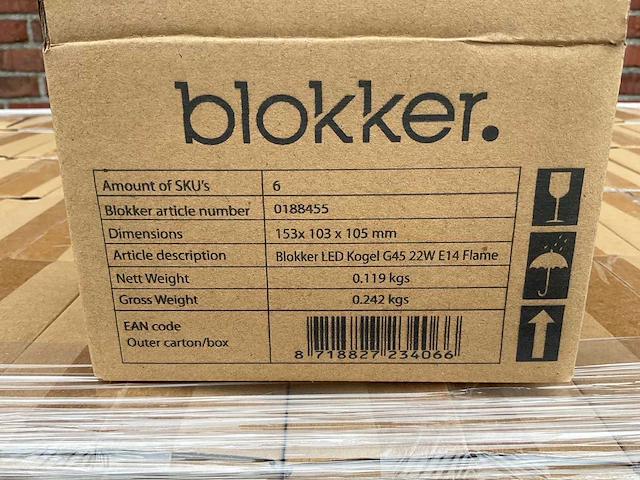 blokker.
Amount of SKU's 6
Blokker article number 0188455
Dimensions 153x 103 x 105 mm
Article description Blokker LED Kogel G45 22W E14 Flame
Nett Weight 0.119 kgs
Gross Weight 0.242 kgs
EAN code
Outer carton/box
8 718827 234066